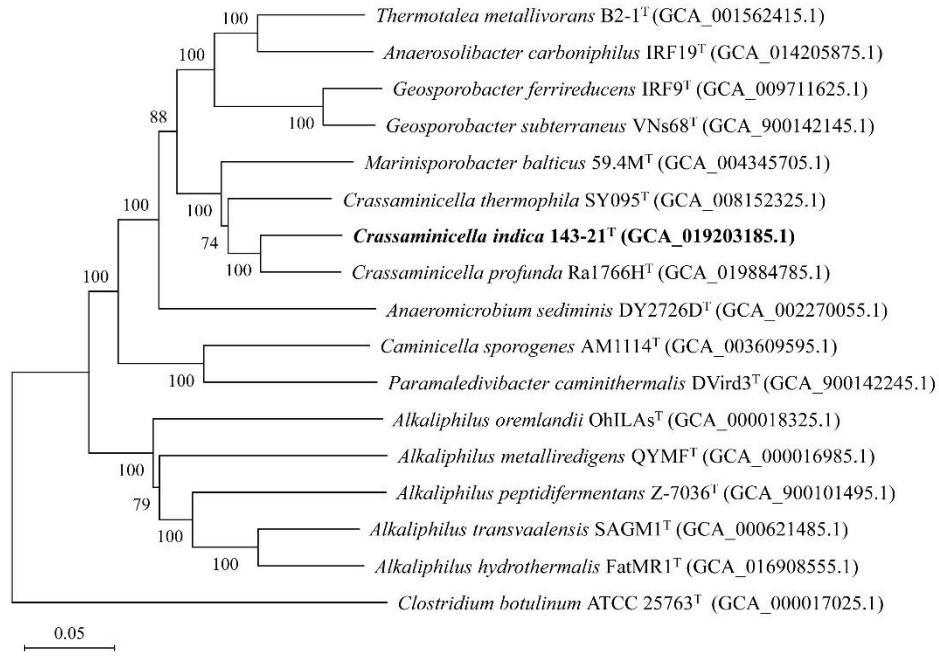 100
Thermotalea metallivorans B2-1ᵀ (GCA_001562415.1)
100
Anaerosolibacter carboniphilus IRF19ᵀ (GCA_014205875.1)
Geosporobacter ferrireducens IRF9ᵀ (GCA_009711625.1)
88
100
Geosporobacter subterraneus VNs68ᵀ (GCA_900142145.1)
Marinisporobacter balticus 59.4Mᵀ (GCA_004345705.1)
100
Crassaminicella thermophila SY095ᵀ (GCA_008152325.1)
100
74
Crassaminicella indica 143-21ᵀ (GCA_019203185.1)
100
100
Crassaminicella profunda Ra1766Hᵀ (GCA_019884785.1)
Anaeromicrobium sediminis DY2726Dᵀ (GCA_002270055.1)
Caminicella sporogenes AM1114ᵀ (GCA_003609595.1)
100
Paramaledivibacter caminithermalis DVird3ᵀ (GCA_900142245.1)
Alkaliphilus oremlandii OhILAsᵀ (GCA_000018325.1)
100
Alkaliphilus metalliredigens QYMFᵀ (GCA_000016985.1)
79
Alkaliphilus peptidifermentans Z-7036ᵀ (GCA_900101495.1)
100
Alkaliphilus transvaalensis SAGM1ᵀ (GCA_000621485.1)
100
Alkaliphilus hydrothermalis FatMR1ᵀ (GCA_016908555.1)
Clostridium botulinum ATCC 25763ᵀ (GCA_000017025.1)
0.05